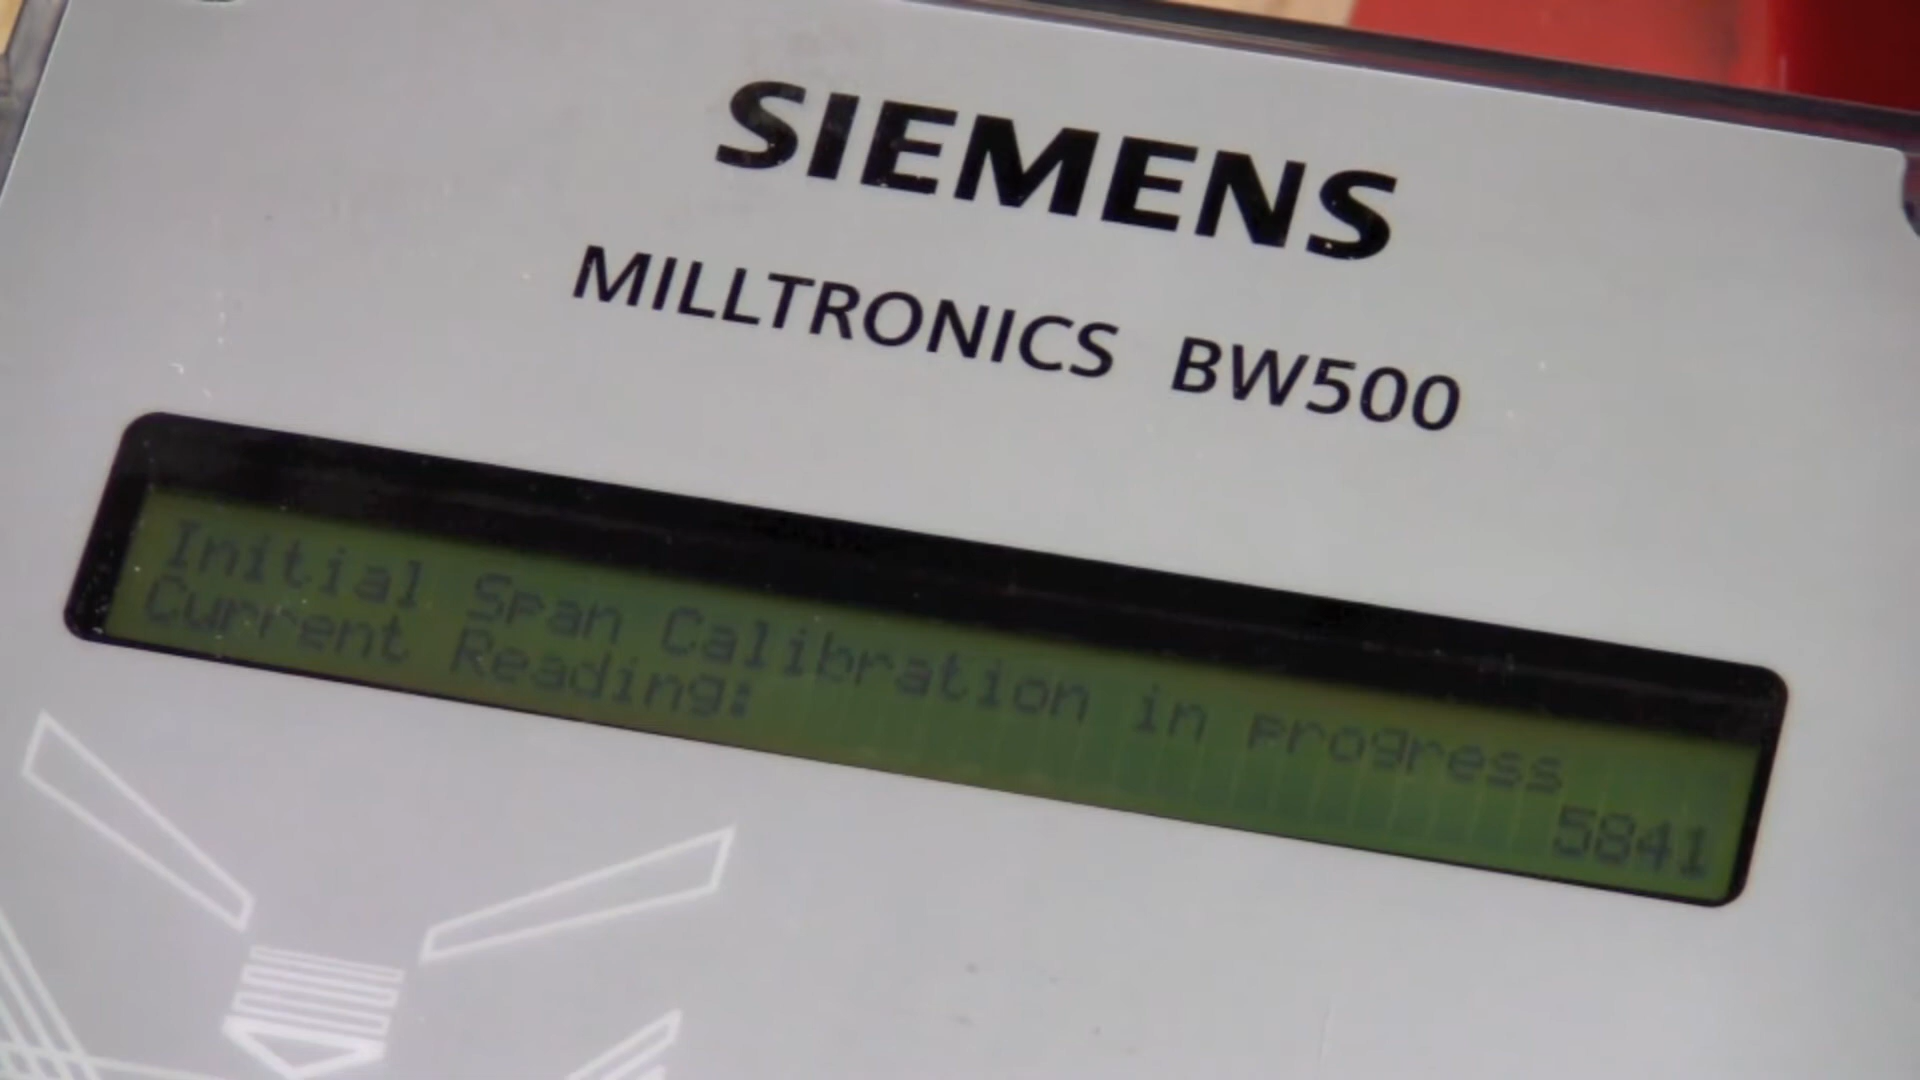 SIEMENS
MILLTRONICS BW500
Initial Span Calibration in progress
Current Reading: 5841